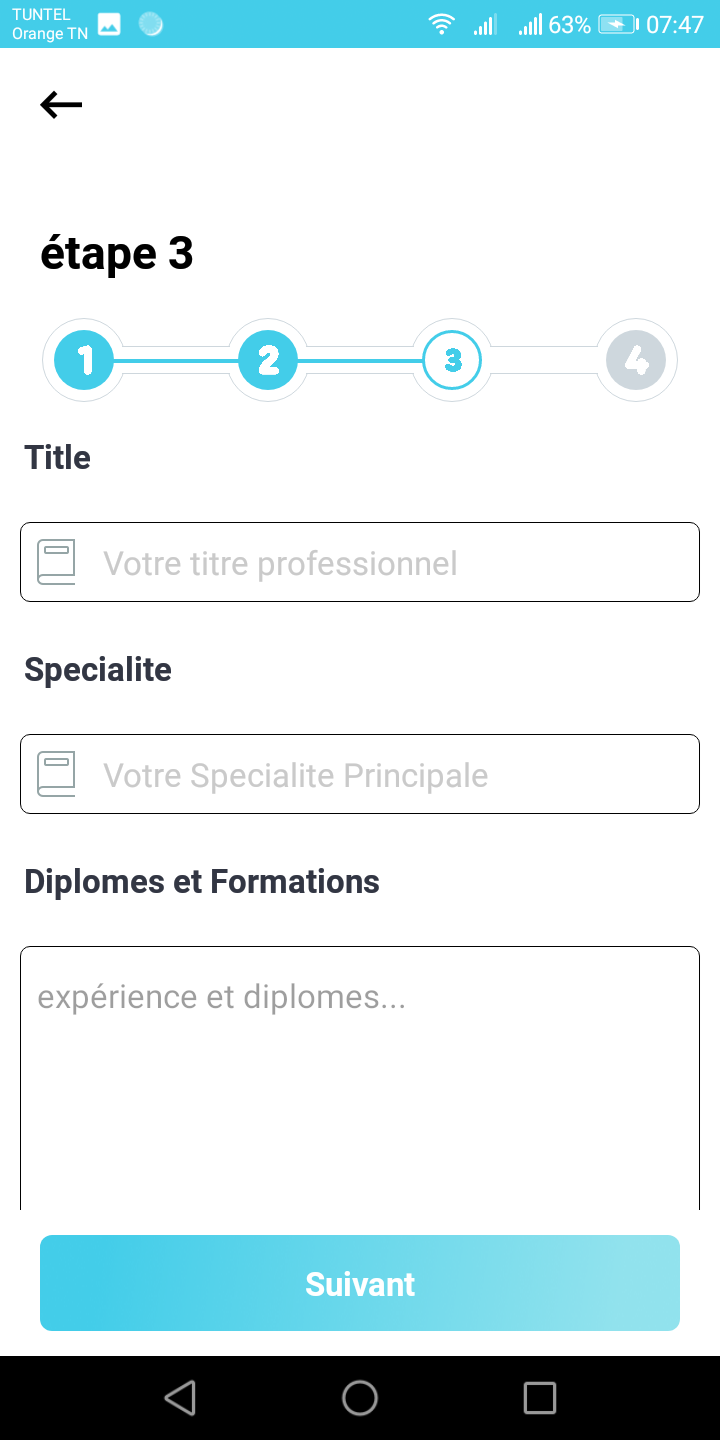 TUNTEL
Orange TN
63% 07:47
étape 3
1 2 3 4
Title
Votre titre professionnel
Specialite
Votre Specialite Principale
Diplomes et Formations
expérience et diplomes...
Suivant